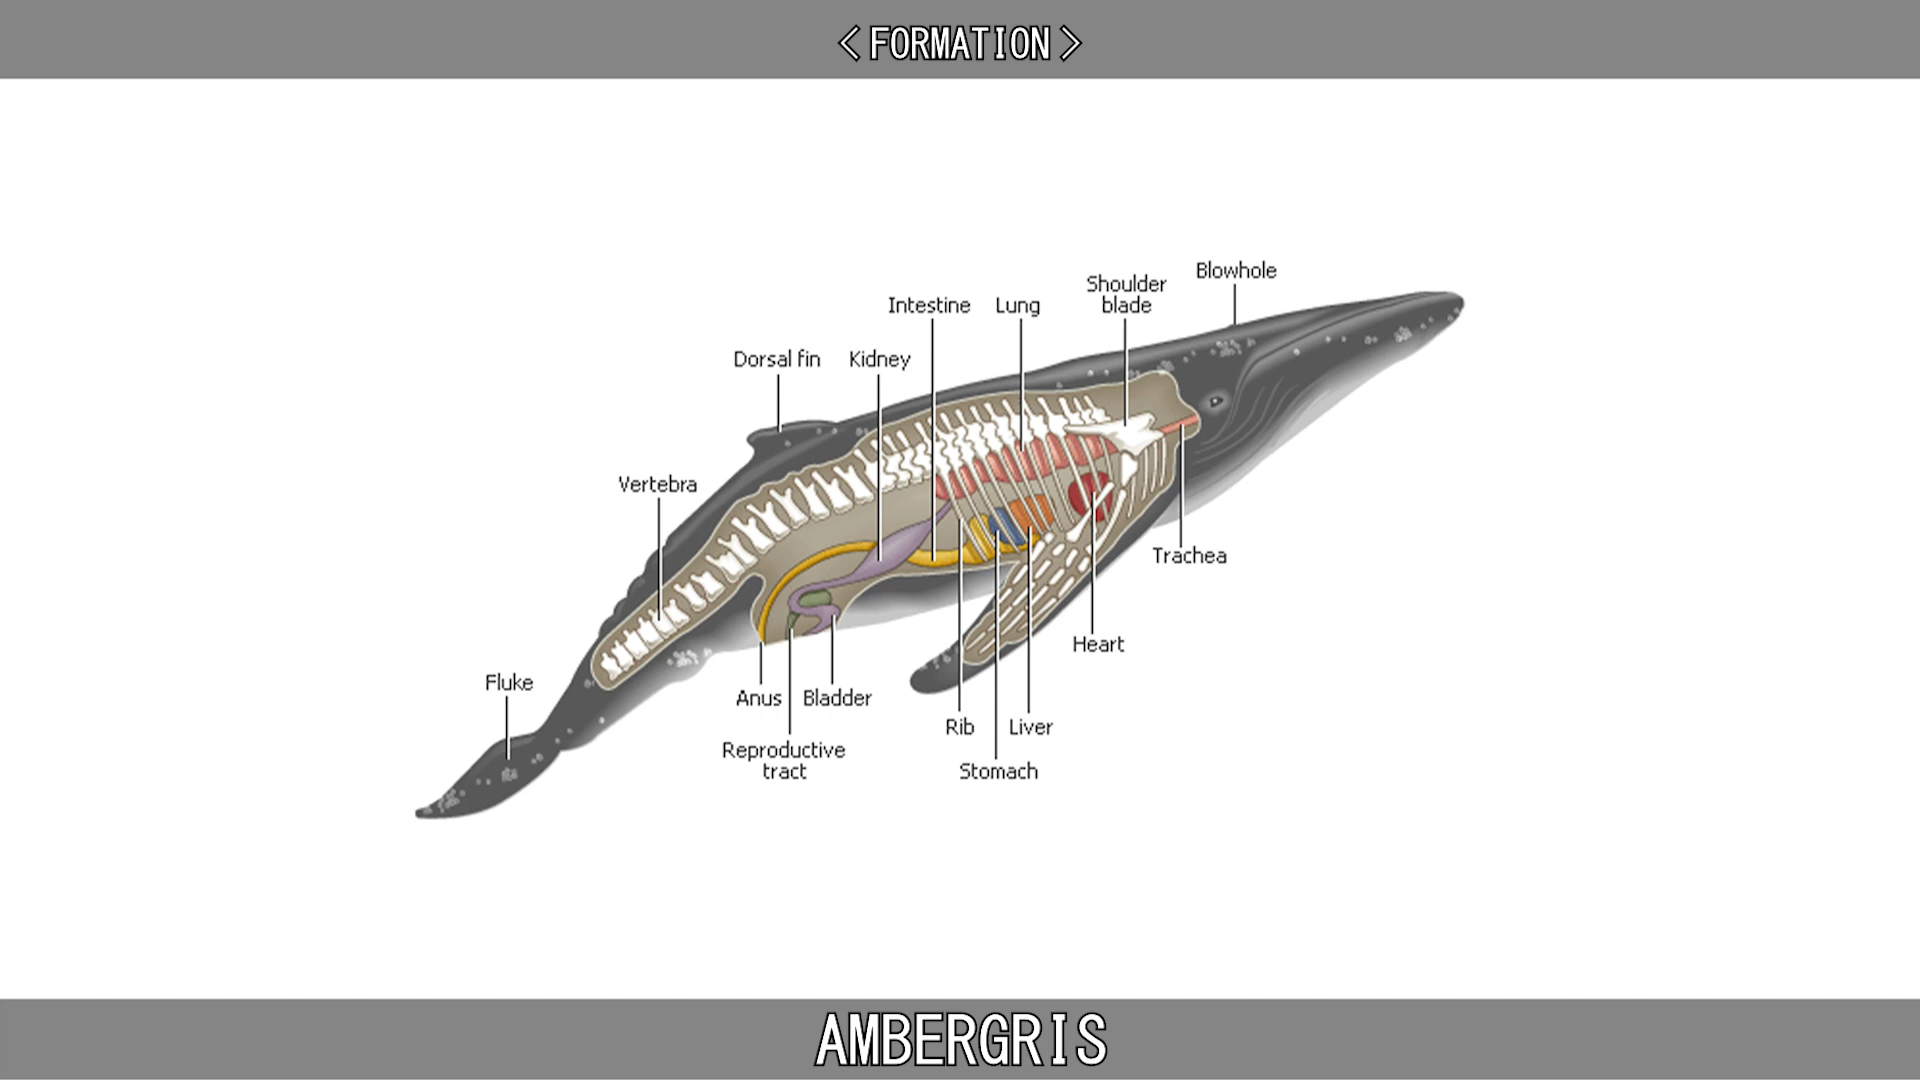 <FORMATION>
Blowhole
Shoulder
blade
Intestine
Lung
Dorsal fin
Kidney
Vertebra
Trachea
Heart
Fluke
Anus
Bladder
Rib
Liver
Reproductive
tract
Stomach
AMBERGRIS